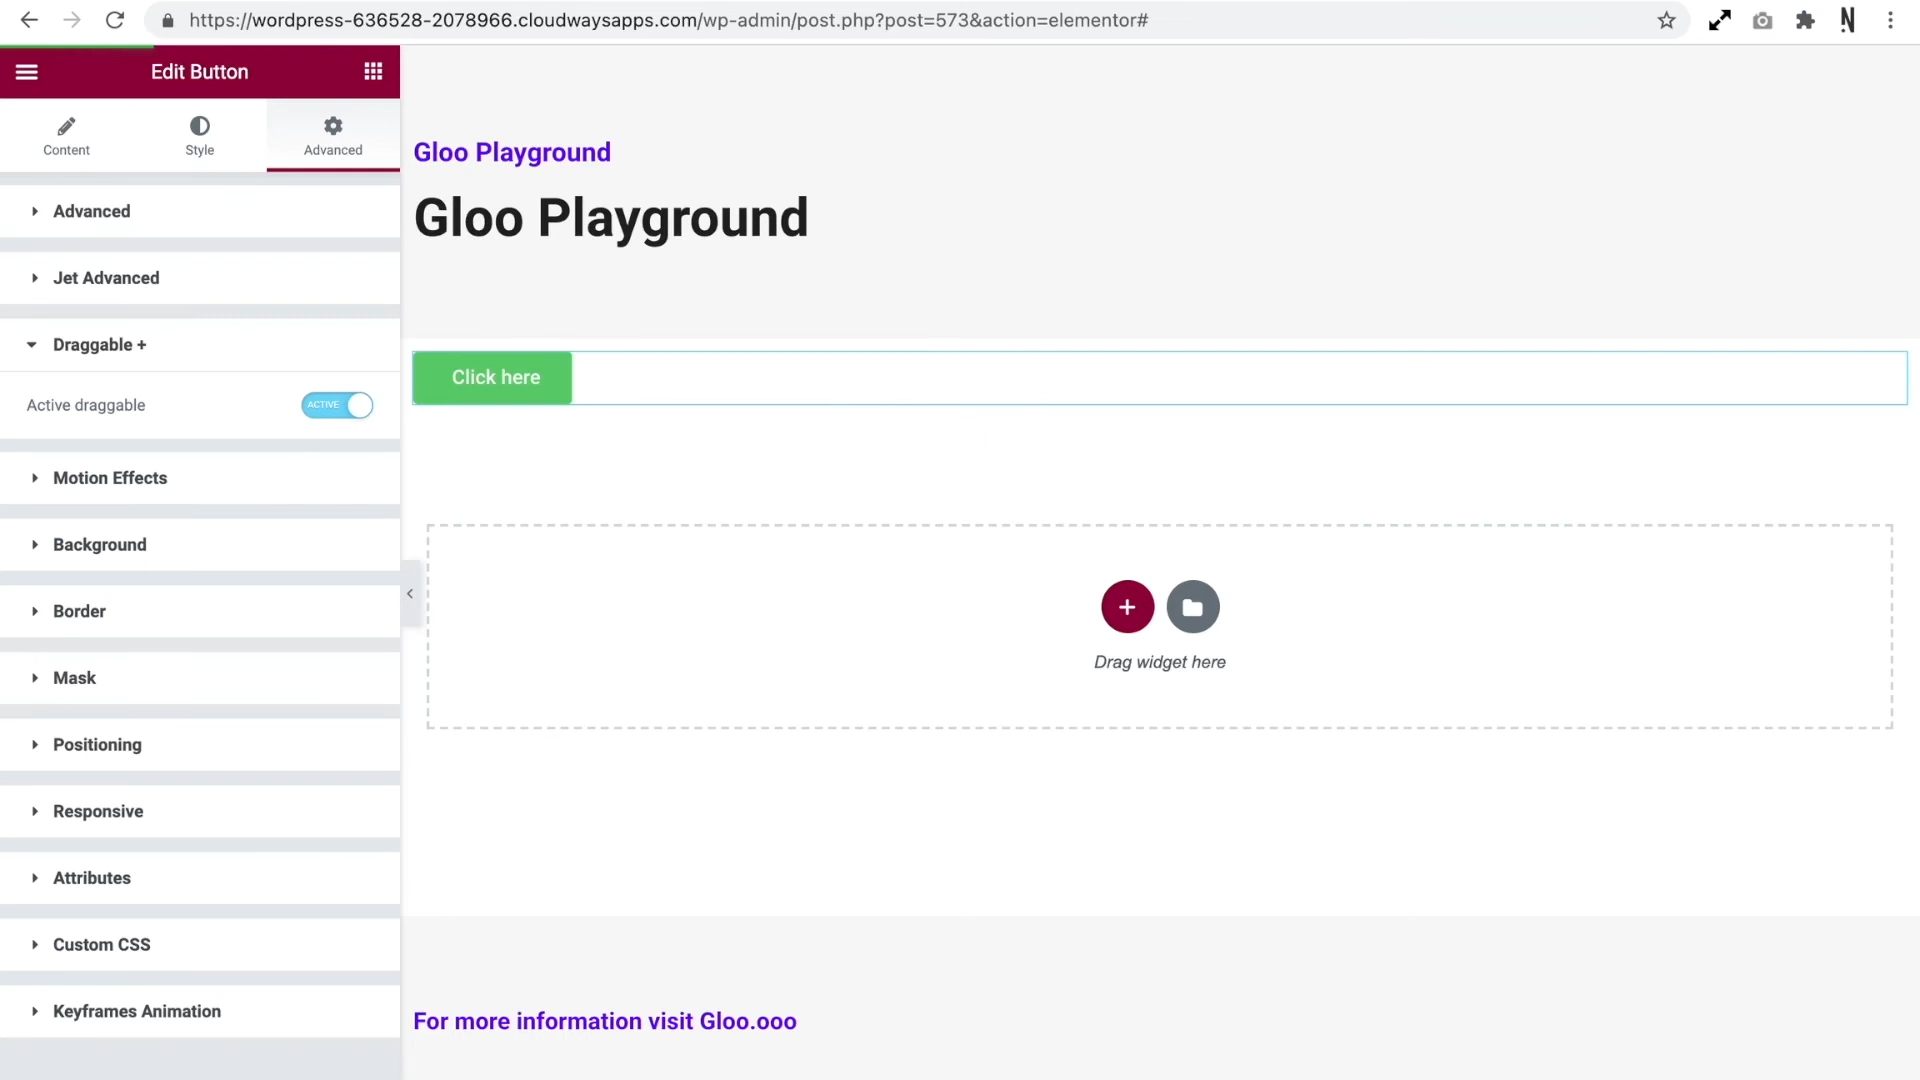 https://wordpress-636528-2078966.cloudwaysapps.com/wp-admin/post.php?post=573&action=elementor#
Edit Button
Content
Style
Advanced
Advanced
Jet Advanced
Draggable +
Active draggable
ACTIVE
Motion Effects
Background
Border
Mask
Positioning
Responsive
Attributes
Custom CSS
Keyframes Animation
Gloo Playground
Gloo Playground
Click here
Drag widget here
For more information visit Gloo.ooo